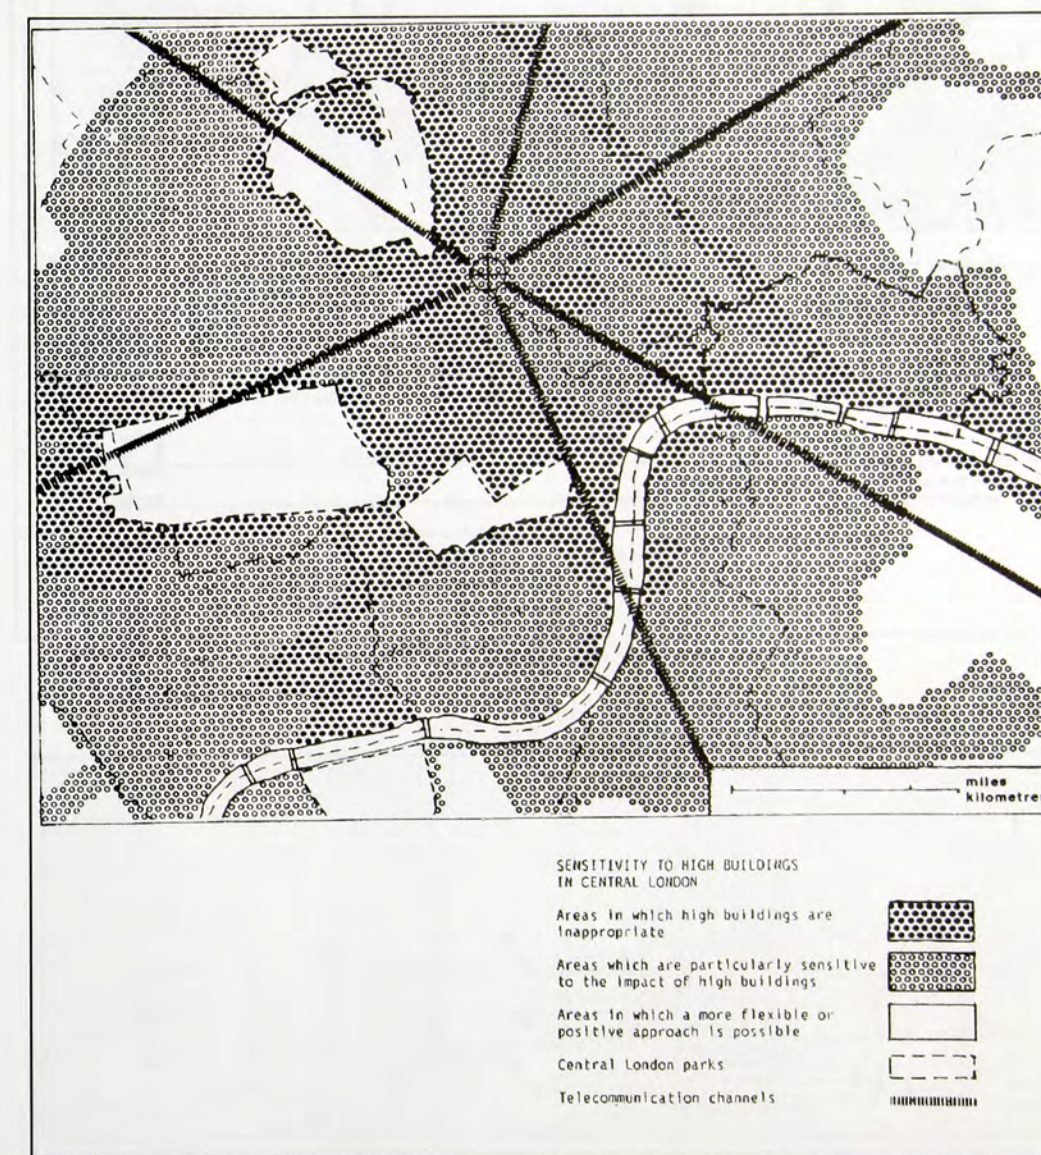 miles
kilometres
SENSITIVITY TO HIGH BUILDINGS
IN CENTRAL LONDON
Areas in which high buildings are
inappropriate
Areas which are particularly sensitive
to the impact of high buildings
Areas in which a more flexible or
positive approach is possible
Central London parks
Telecommunication channels